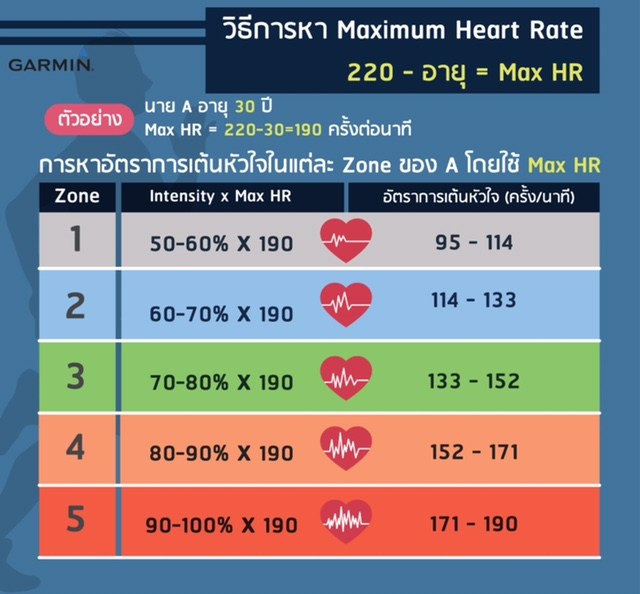 วิธีการหา Maximum Heart Rate
GARMIN.
220 - อายุ = Max HR
ตัวอย่าง
นาย A อายุ 30 ปี
Max HR = 220-30=190 ครั้งต่อนาที
การหาอัตราการเต้นหัวใจในแต่ละ Zone ของ A โดยใช้ Max HR
Zone Intensity x Max HR อัตราการเต้นหัวใจ (ครั้ง/นาที)
1 50-60% X 190 95 - 114
2 60-70% X 190 114 - 133
3 70-80% X 190 133 - 152
4 80-90% X 190 152 - 171
5 90-100% X 190 171 - 190